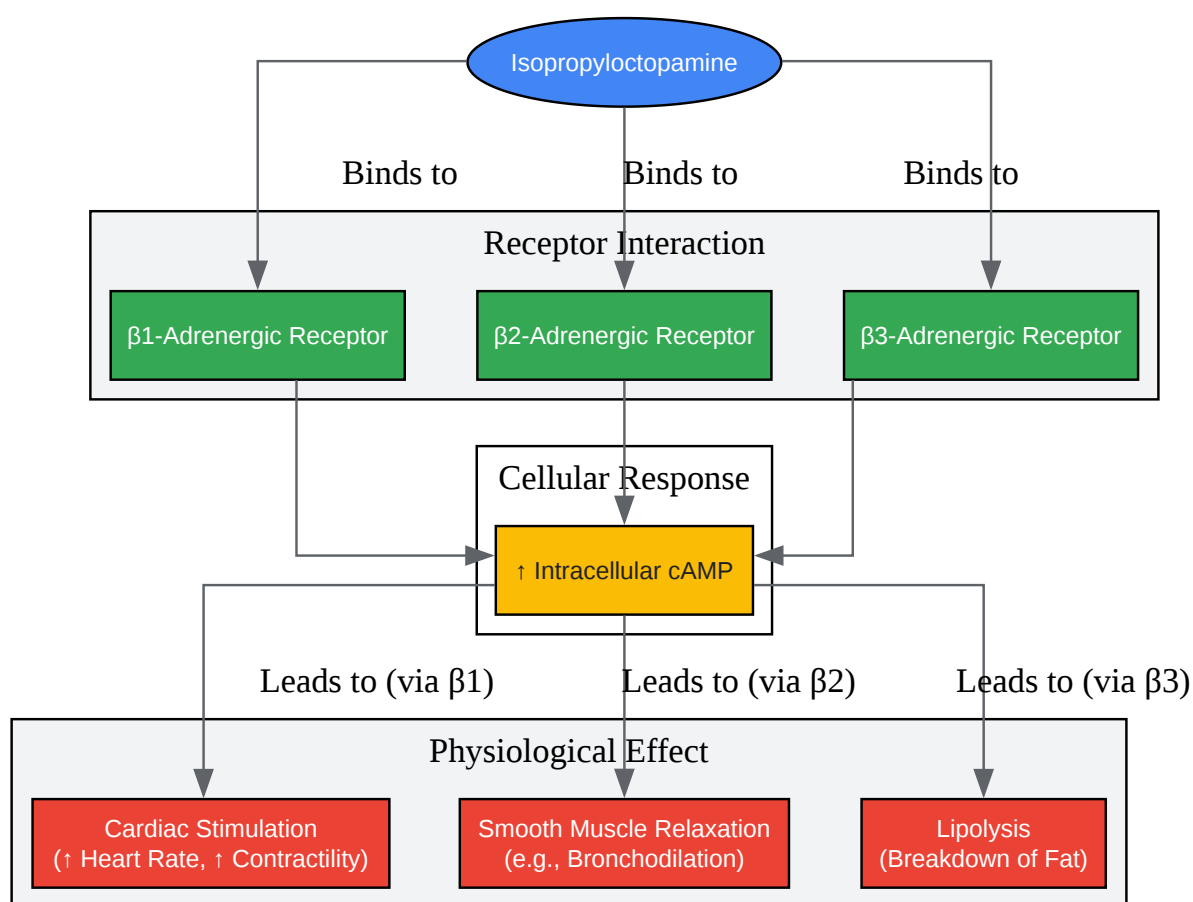 Isopropyloctopamine
Binds to
Binds to
Binds to
Receptor Interaction
β1-Adrenergic Receptor
β2-Adrenergic Receptor
β3-Adrenergic Receptor
Cellular Response
↑ Intracellular cAMP
Leads to (via β1)
Leads to (via β2)
Leads to (via β3)
Physiological Effect
Cardiac Stimulation
(↑ Heart Rate, ↑ Contractility)
Smooth Muscle Relaxation
(e.g., Bronchodilation)
Lipolysis
(Breakdown of Fat)